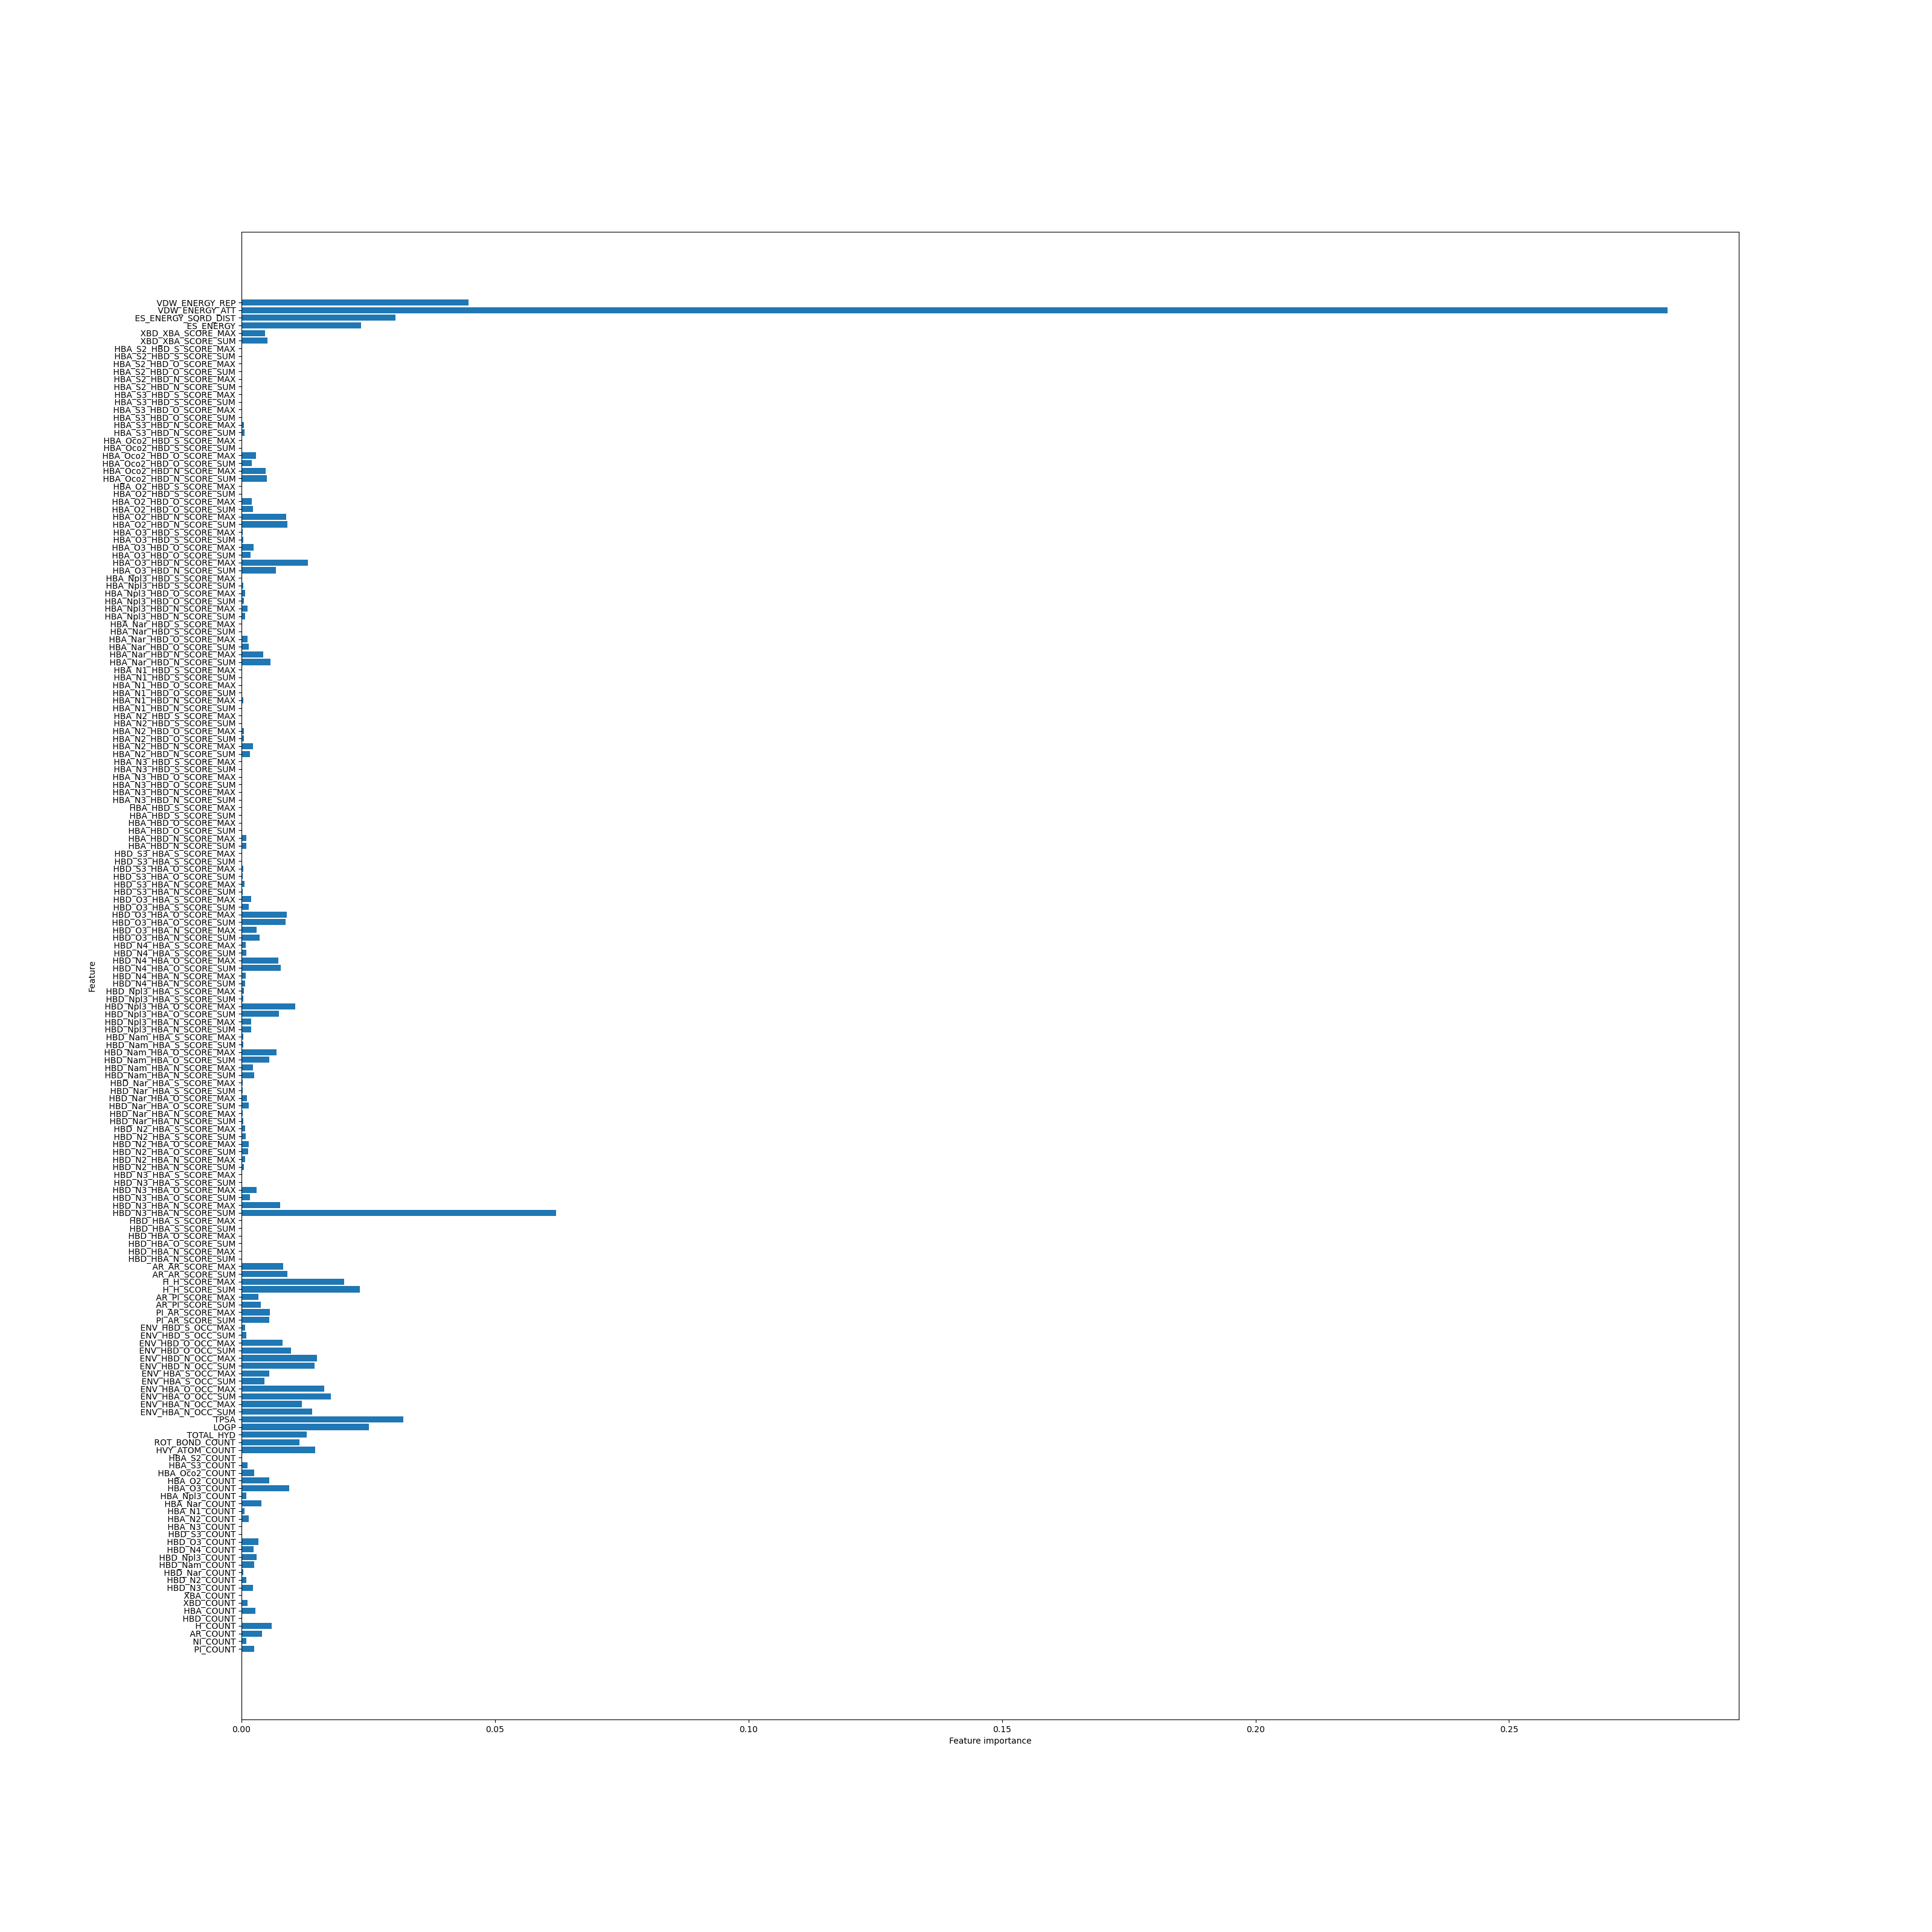 VDW_ENERGY_REP
VDW_ENERGY_ATT
ES_ENERGY_SQRD_DIST
ES_ENERGY
XBD_XBA_SCORE_MAX
XBD_XBA_SCORE_SUM
HBA_S2_HBD_S_SCORE_MAX
HBA_S2_HBD_S_SCORE_SUM
HBA_S2_HBD_O_SCORE_MAX
HBA_S2_HBD_O_SCORE_SUM
HBA_S2_HBD_N_SCORE_MAX
HBA_S2_HBD_N_SCORE_SUM
HBA_S3_HBD_S_SCORE_MAX
HBA_S3_HBD_S_SCORE_SUM
HBA_S3_HBD_O_SCORE_MAX
HBA_S3_HBD_O_SCORE_SUM
HBA_S3_HBD_N_SCORE_MAX
HBA_S3_HBD_N_SCORE_SUM
HBA_Oco2_HBD_S_SCORE_MAX
HBA_Oco2_HBD_S_SCORE_SUM
HBA_Oco2_HBD_O_SCORE_MAX
HBA_Oco2_HBD_O_SCORE_SUM
HBA_Oco2_HBD_N_SCORE_MAX
HBA_Oco2_HBD_N_SCORE_SUM
HBA_O2_HBD_S_SCORE_MAX
HBA_O2_HBD_S_SCORE_SUM
HBA_O2_HBD_O_SCORE_MAX
HBA_O2_HBD_O_SCORE_SUM
HBA_O2_HBD_N_SCORE_MAX
HBA_O2_HBD_N_SCORE_SUM
HBA_O3_HBD_S_SCORE_MAX
HBA_O3_HBD_S_SCORE_SUM
HBA_O3_HBD_O_SCORE_MAX
HBA_O3_HBD_O_SCORE_SUM
HBA_O3_HBD_N_SCORE_MAX
HBA_O3_HBD_N_SCORE_SUM
HBA_Npl3_HBD_S_SCORE_MAX
HBA_Npl3_HBD_S_SCORE_SUM
HBA_Npl3_HBD_O_SCORE_MAX
HBA_Npl3_HBD_O_SCORE_SUM
HBA_Npl3_HBD_N_SCORE_MAX
HBA_Npl3_HBD_N_SCORE_SUM
HBA_Nar_HBD_S_SCORE_MAX
HBA_Nar_HBD_S_SCORE_SUM
HBA_Nar_HBD_O_SCORE_MAX
HBA_Nar_HBD_O_SCORE_SUM
HBA_Nar_HBD_N_SCORE_MAX
HBA_Nar_HBD_N_SCORE_SUM
HBA_N1_HBD_S_SCORE_MAX
HBA_N1_HBD_S_SCORE_SUM
HBA_N1_HBD_O_SCORE_MAX
HBA_N1_HBD_O_SCORE_SUM
HBA_N1_HBD_N_SCORE_MAX
HBA_N1_HBD_N_SCORE_SUM
HBA_N2_HBD_S_SCORE_MAX
HBA_N2_HBD_S_SCORE_SUM
HBA_N2_HBD_O_SCORE_MAX
HBA_N2_HBD_O_SCORE_SUM
HBA_N2_HBD_N_SCORE_MAX
HBA_N2_HBD_N_SCORE_SUM
HBA_N3_HBD_S_SCORE_MAX
HBA_N3_HBD_S_SCORE_SUM
HBA_N3_HBD_O_SCORE_MAX
HBA_N3_HBD_O_SCORE_SUM
HBA_N3_HBD_N_SCORE_MAX
HBA_N3_HBD_N_SCORE_SUM
HBA_HBD_S_SCORE_MAX
HBA_HBD_S_SCORE_SUM
HBA_HBD_O_SCORE_MAX
HBA_HBD_O_SCORE_SUM
HBA_HBD_N_SCORE_MAX
HBA_HBD_N_SCORE_SUM
HBD_S3_HBA_S_SCORE_MAX
HBD_S3_HBA_S_SCORE_SUM
HBD_S3_HBA_O_SCORE_MAX
HBD_S3_HBA_O_SCORE_SUM
HBD_S3_HBA_N_SCORE_MAX
HBD_S3_HBA_N_SCORE_SUM
HBD_O3_HBA_S_SCORE_MAX
HBD_O3_HBA_S_SCORE_SUM
HBD_O3_HBA_O_SCORE_MAX
HBD_O3_HBA_O_SCORE_SUM
HBD_O3_HBA_N_SCORE_MAX
HBD_O3_HBA_N_SCORE_SUM
HBD_N4_HBA_S_SCORE_MAX
HBD_N4_HBA_S_SCORE_SUM
HBD_N4_HBA_O_SCORE_MAX
HBD_N4_HBA_O_SCORE_SUM
HBD_N4_HBA_N_SCORE_MAX
HBD_N4_HBA_N_SCORE_SUM
HBD_Npl3_HBA_S_SCORE_MAX
HBD_Npl3_HBA_S_SCORE_SUM
HBD_Npl3_HBA_O_SCORE_MAX
HBD_Npl3_HBA_O_SCORE_SUM
HBD_Npl3_HBA_N_SCORE_MAX
HBD_Npl3_HBA_N_SCORE_SUM
HBD_Nam_HBA_S_SCORE_MAX
HBD_Nam_HBA_S_SCORE_SUM
HBD_Nam_HBA_O_SCORE_MAX
HBD_Nam_HBA_O_SCORE_SUM
HBD_Nam_HBA_N_SCORE_MAX
HBD_Nam_HBA_N_SCORE_SUM
HBD_Nar_HBA_S_SCORE_MAX
HBD_Nar_HBA_S_SCORE_SUM
HBD_Nar_HBA_O_SCORE_MAX
HBD_Nar_HBA_O_SCORE_SUM
HBD_Nar_HBA_N_SCORE_MAX
HBD_Nar_HBA_N_SCORE_SUM
HBD_N2_HBA_S_SCORE_MAX
HBD_N2_HBA_S_SCORE_SUM
HBD_N2_HBA_O_SCORE_MAX
HBD_N2_HBA_O_SCORE_SUM
HBD_N2_HBA_N_SCORE_MAX
HBD_N2_HBA_N_SCORE_SUM
HBD_N3_HBA_S_SCORE_MAX
HBD_N3_HBA_S_SCORE_SUM
HBD_N3_HBA_O_SCORE_MAX
HBD_N3_HBA_O_SCORE_SUM
HBD_N3_HBA_N_SCORE_MAX
HBD_N3_HBA_N_SCORE_SUM
HBD_HBA_S_SCORE_MAX
HBD_HBA_S_SCORE_SUM
HBD_HBA_O_SCORE_MAX
HBD_HBA_O_SCORE_SUM
HBD_HBA_N_SCORE_MAX
HBD_HBA_N_SCORE_SUM
AR_AR_SCORE_MAX
AR_AR_SCORE_SUM
H_H_SCORE_MAX
H_H_SCORE_SUM
AR_PI_SCORE_MAX
AR_PI_SCORE_SUM
PI_AR_SCORE_MAX
PI_AR_SCORE_SUM
ENV_HBD_S_OCC_MAX
ENV_HBD_S_OCC_SUM
ENV_HBD_O_OCC_MAX
ENV_HBD_O_OCC_SUM
ENV_HBD_N_OCC_MAX
ENV_HBD_N_OCC_SUM
ENV_HBA_S_OCC_MAX
ENV_HBA_S_OCC_SUM
ENV_HBA_O_OCC_MAX
ENV_HBA_O_OCC_SUM
ENV_HBA_N_OCC_MAX
ENV_HBA_N_OCC_SUM
TPSA
LOGP
TOTAL_HYD
ROT_BOND_COUNT
HVY_ATOM_COUNT
HBA_S2_COUNT
HBA_S3_COUNT
HBA_Oco2_COUNT
HBA_O2_COUNT
HBA_O3_COUNT
HBA_Npl3_COUNT
HBA_Nar_COUNT
HBA_N1_COUNT
HBA_N2_COUNT
HBA_N3_COUNT
HBD_S3_COUNT
HBD_O3_COUNT
HBD_N4_COUNT
HBD_Npl3_COUNT
HBD_Nam_COUNT
HBD_Nar_COUNT
HBD_N2_COUNT
HBD_N3_COUNT
XBA_COUNT
XBD_COUNT
HBA_COUNT
HBD_COUNT
H_COUNT
AR_COUNT
NI_COUNT
PI_COUNT
Feature
0.00 0.05 0.10 0.15 0.20 0.25
Feature importance